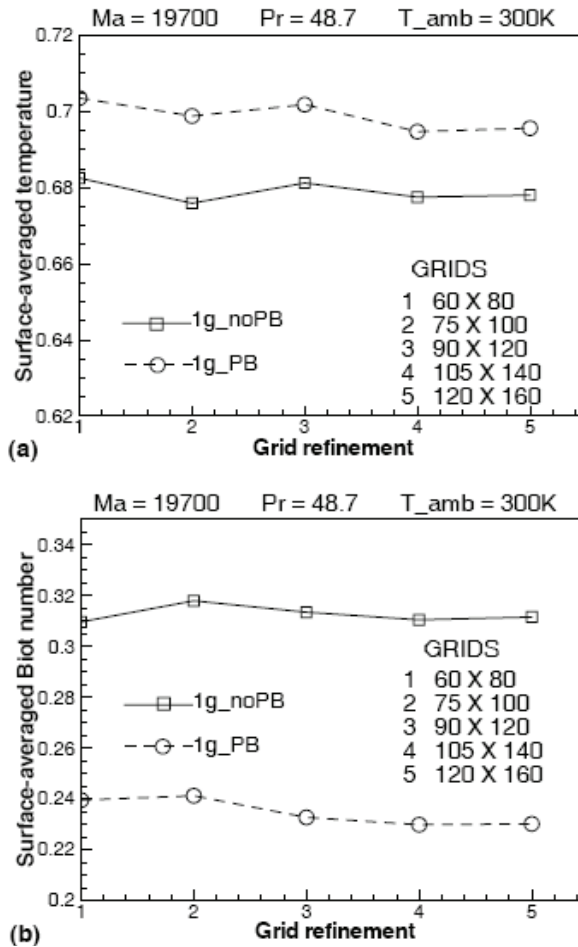 Ma = 19700 Pr = 48.7 T_amb = 300K
0.72
0.7
0.68
0.66
0.64
0.62
Surface-averaged temperature
GRIDS
1 60 X 80
2 75 X 100
3 90 X 120
4 105 X 140
5 120 X 160
1g_noPB
1g_PB
1 2 3 4 5
(a) Grid refinement
Ma = 19700 Pr = 48.7 T_amb = 300K
0.34
0.32
0.3
0.28
0.26
0.24
0.22
0.2
Surface-averaged Biot number
GRIDS
1 60 X 80
2 75 X 100
3 90 X 120
4 105 X 140
5 120 X 160
1g_noPB
1g_PB
1 2 3 4 5
(b) Grid refinement